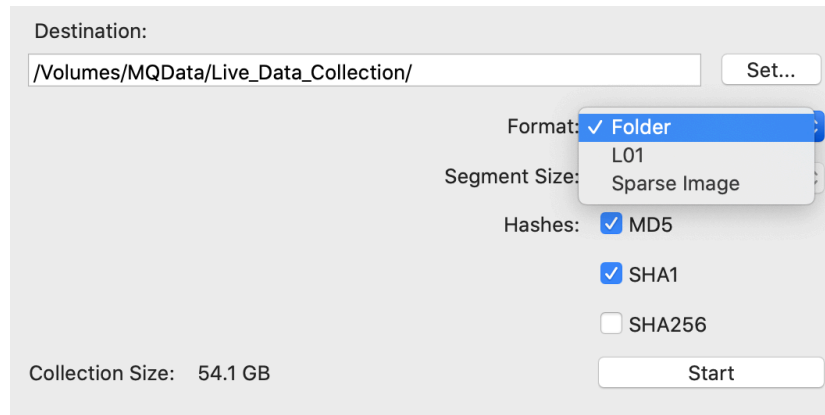 Destination:
/Volumes/MQData/Live_Data_Collection/ Set...
Format: ✓ Folder
L01
Segment Size: Sparse Image
Hashes: MD5
SHA1
SHA256
Collection Size: 54.1 GB Start